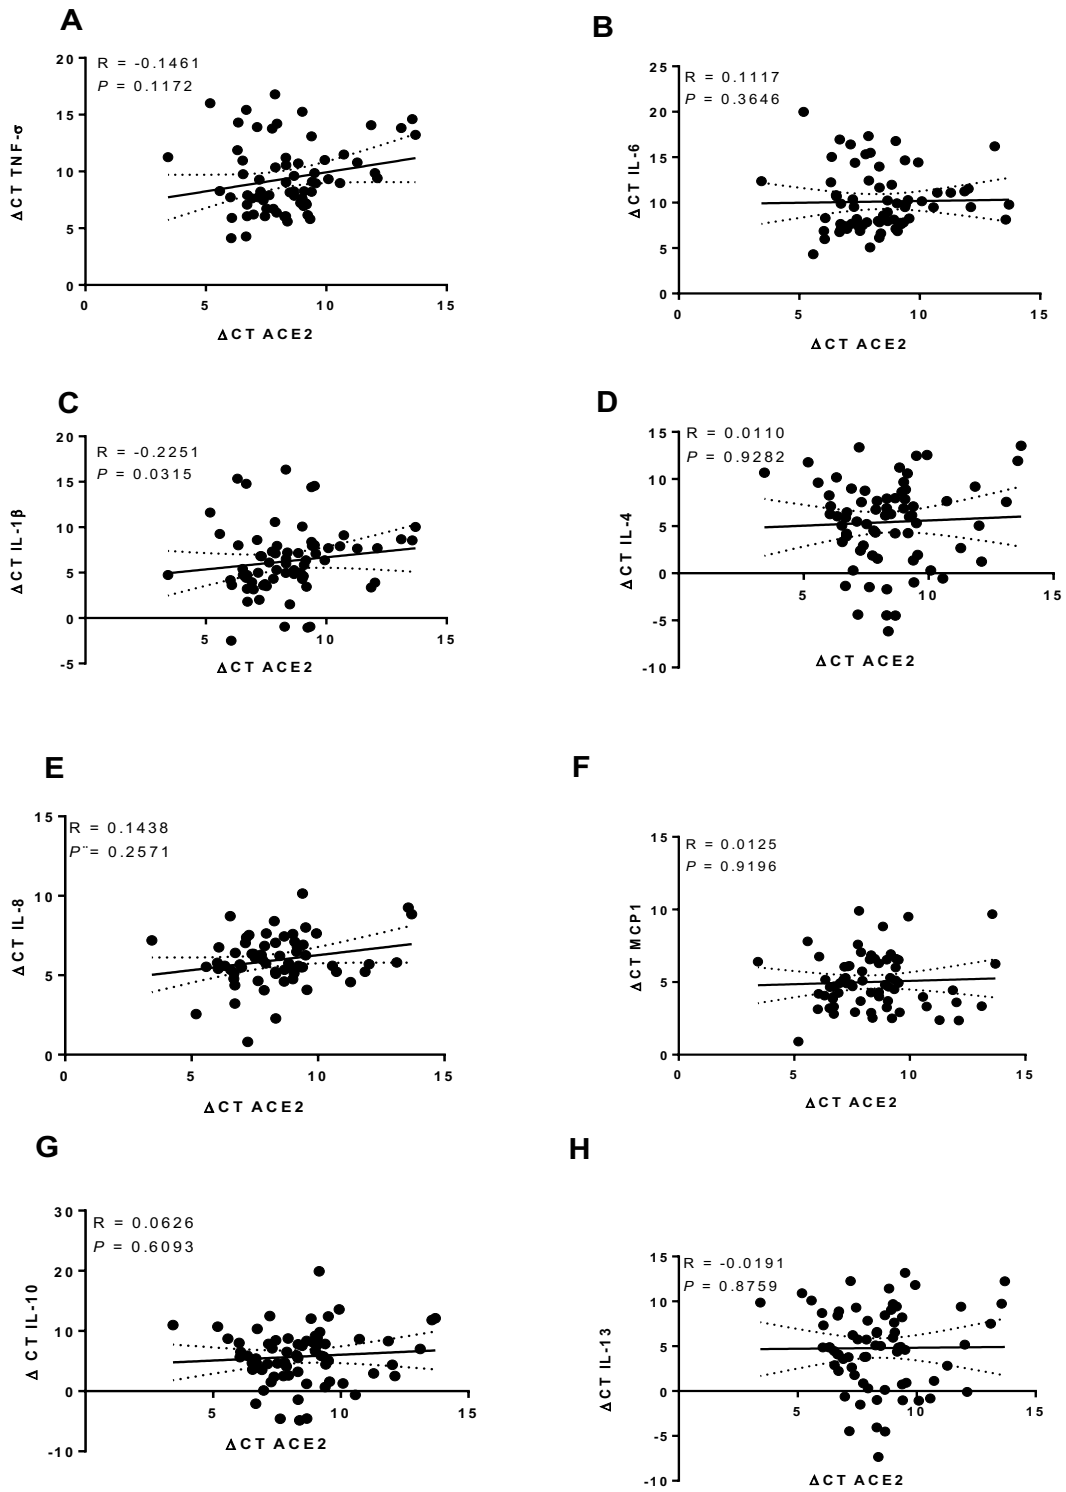 A
R = -0.1461
P = 0.1172
ΔCT TNF-σ
20
15
10
5
0
0
5
10
15
ΔCT ACE2
B
R = 0.1117
P = 0.3646
ΔCT IL-6
25
20
15
10
5
0
0
5
10
15
ΔCT ACE2
C
R = -0.2251
P = 0.0315
ΔCT IL-1β
20
15
10
5
0
-5
5
10
15
ΔCT ACE2
D
R = 0.0110
P = 0.9282
ΔCT IL-4
15
10
5
0
-5
-10
5
10
15
ΔCT ACE2
E
R = 0.1438
P¨= 0.2571
ΔCT IL-8
15
10
5
0
0
5
10
15
ΔCT ACE2
F
R = 0.0125
P = 0.9196
ΔCT MCP1
15
10
5
0
0
5
10
15
ΔCT ACE2
G
R = 0.0626
P = 0.6093
Δ CT IL-10
30
20
10
0
-10
5
10
15
ΔCT ACE2
H
R = -0.0191
P = 0.8759
ΔCT IL-13
15
10
5
0
-5
-10
5
10
15
ΔCT ACE2